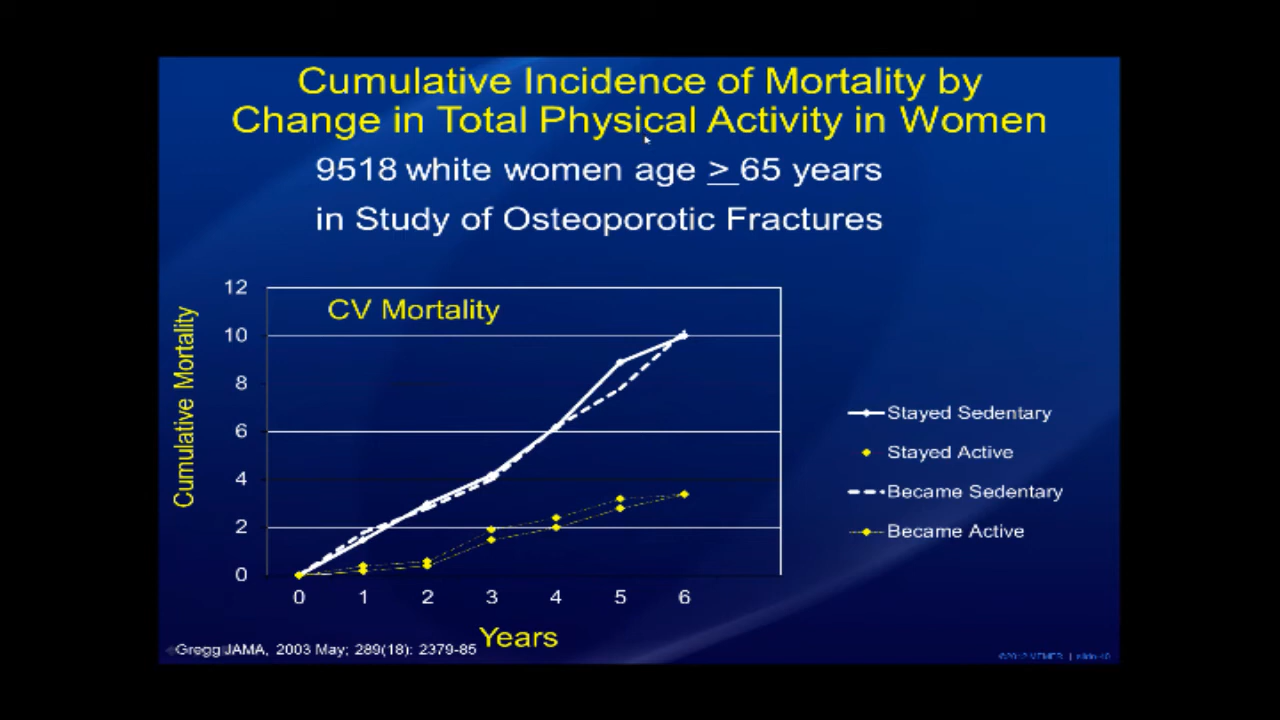 Cumulative Incidence of Mortality by
Change in Total Physical Activity in Women
9518 white women age > 65 years
in Study of Osteoporotic Fractures
12
CV Mortality
10
8
6
4
2
0
Cumulative Mortality
0 1 2 3 4 5 6
Years
Stayed Sedentary
Stayed Active
Became Sedentary
Became Active
Gregg JAMA, 2003 May; 289(18): 2379-85